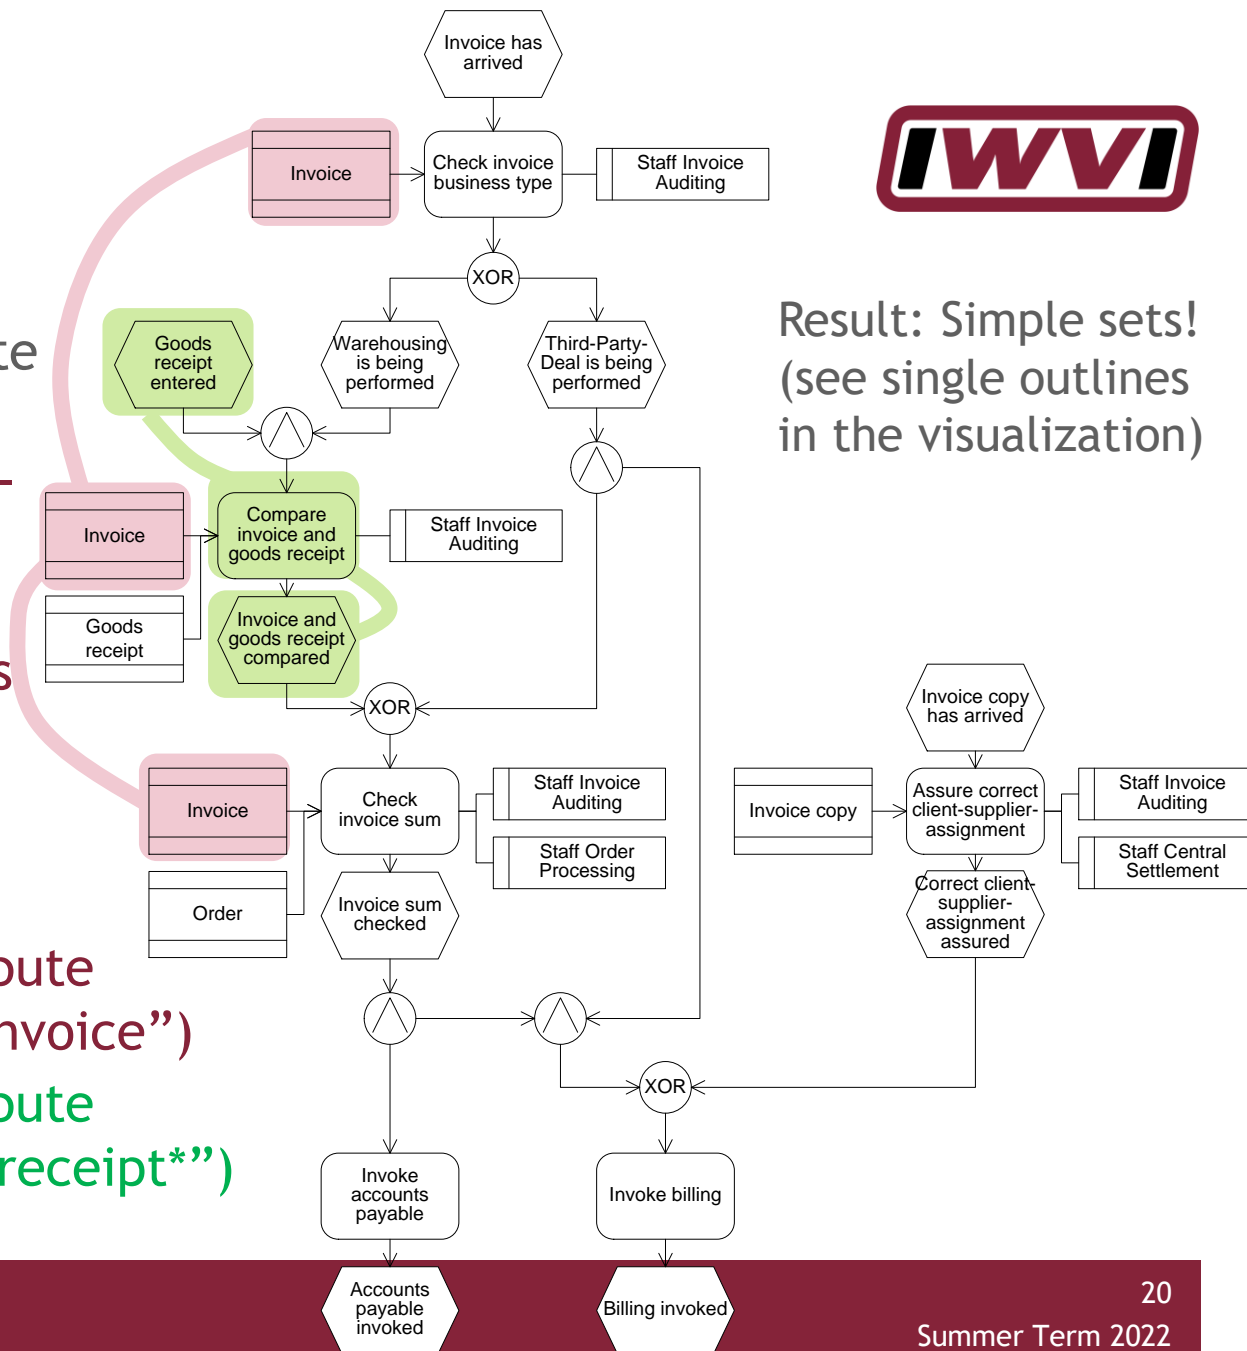 Invoice has
arrived
Invoice
Check invoice
business type
Staff Invoice
Auditing
IWVI
XOR
Result: Simple sets!
(see single outlines
in the visualization)
Goods
receipt
entered
Warehousing
is being
performed
Third-Party-
Deal is being
performed
te
Invoice
Compare
invoice and
goods receipt
Staff Invoice
Auditing
Goods
receipt
Invoice and
goods receipt
compared
s
XOR
Invoice copy
has arrived
Invoice
Check
invoice sum
Staff Invoice
Auditing
Staff Order
Processing
Invoice copy
Assure correct
client-supplier-
assignment
Staff Invoice
Auditing
Staff Central
Settlement
Order
Invoice sum
checked
Correct client-
supplier-
assignment
assured
bute
nvoice”)
bute
receipt*”)
XOR
Invoke
accounts
payable
Invoke billing
Accounts
payable
invoked
Billing invoked
20
Summer Term 2022